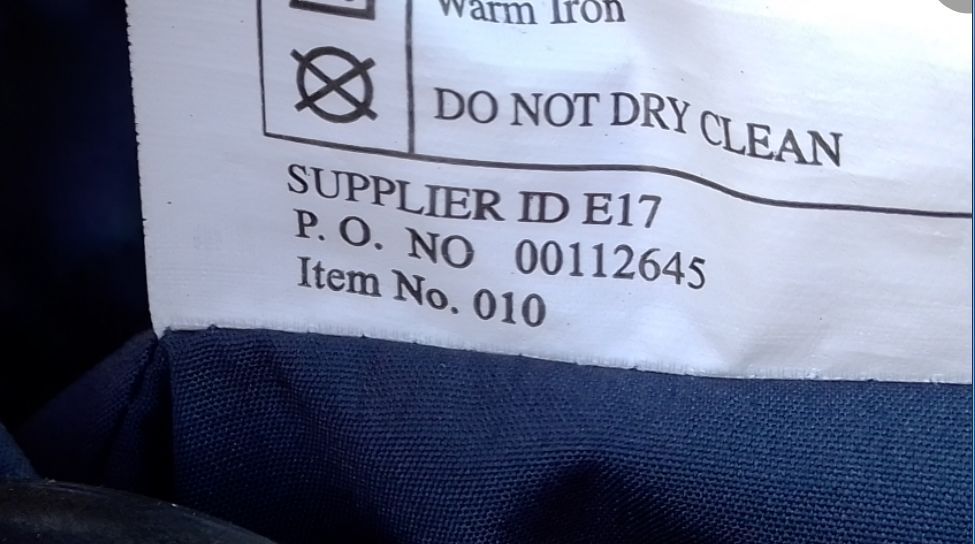 Warm Iron
DO NOT DRY CLEAN
SUPPLIER ID E17
P. O. NO 00112645
Item No. 010